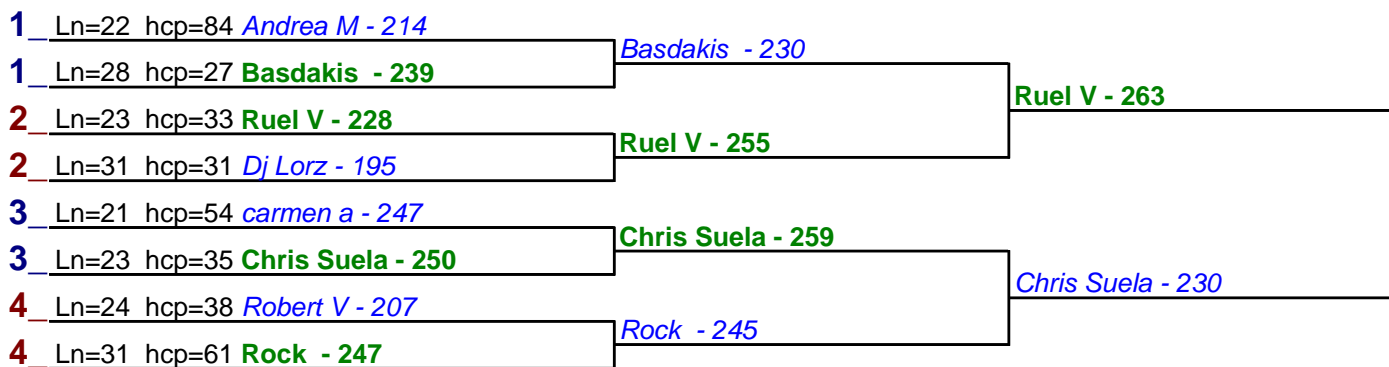 1_ Ln=22 hcp=84 Andrea M - 214
Basdakis - 230
1_ Ln=28 hcp=27 Basdakis - 239
Ruel V - 263
2_ Ln=23 hcp=33 Ruel V - 228
Ruel V - 255
2_ Ln=31 hcp=31 Dj Lorz - 195
3_ Ln=21 hcp=54 carmen a - 247
Chris Suela - 259
3_ Ln=23 hcp=35 Chris Suela - 250
Chris Suela - 230
4_ Ln=24 hcp=38 Robert V - 207
Rock - 245
4_ Ln=31 hcp=61 Rock - 247